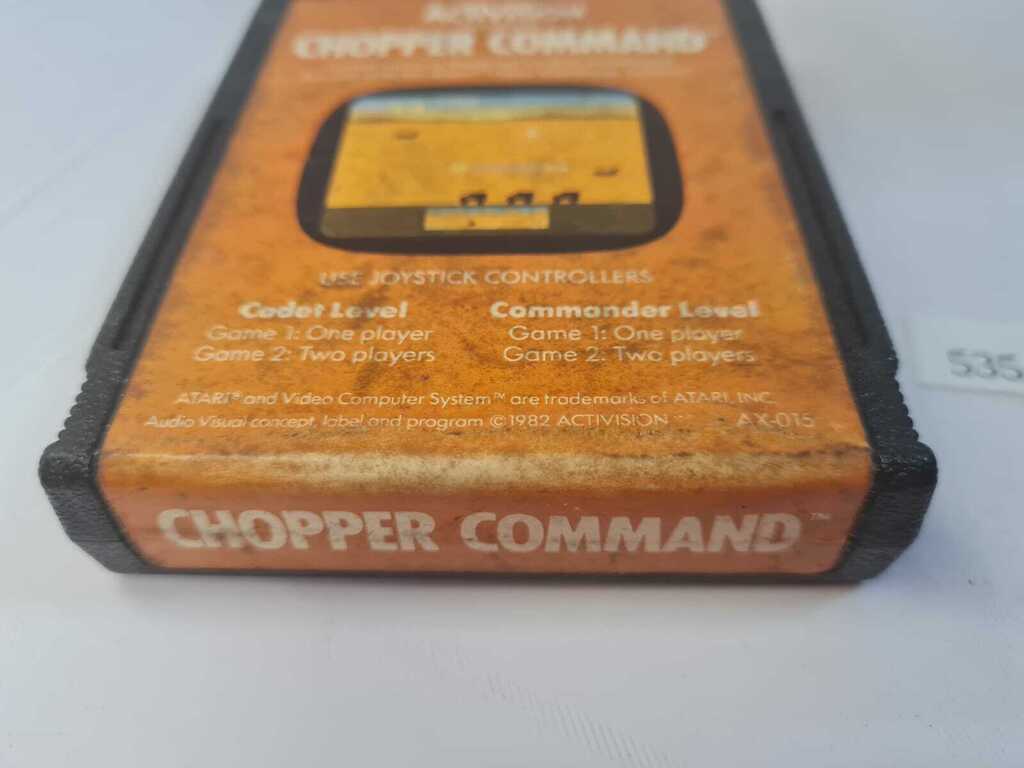 ACTIVISION
CHOPPER COMMAND™
USE JOYSTICK CONTROLLERS
Cadet Level
Game 1: One player
Game 2: Two players
Commander Level
Game 1: One player
Game 2: Two players
ATARI® and Video Computer System™ are trademarks of ATARI, INC.
Audio Visual concept, label and program © 1982 ACTIVISION
AX-015
CHOPPER COMMAND™
535